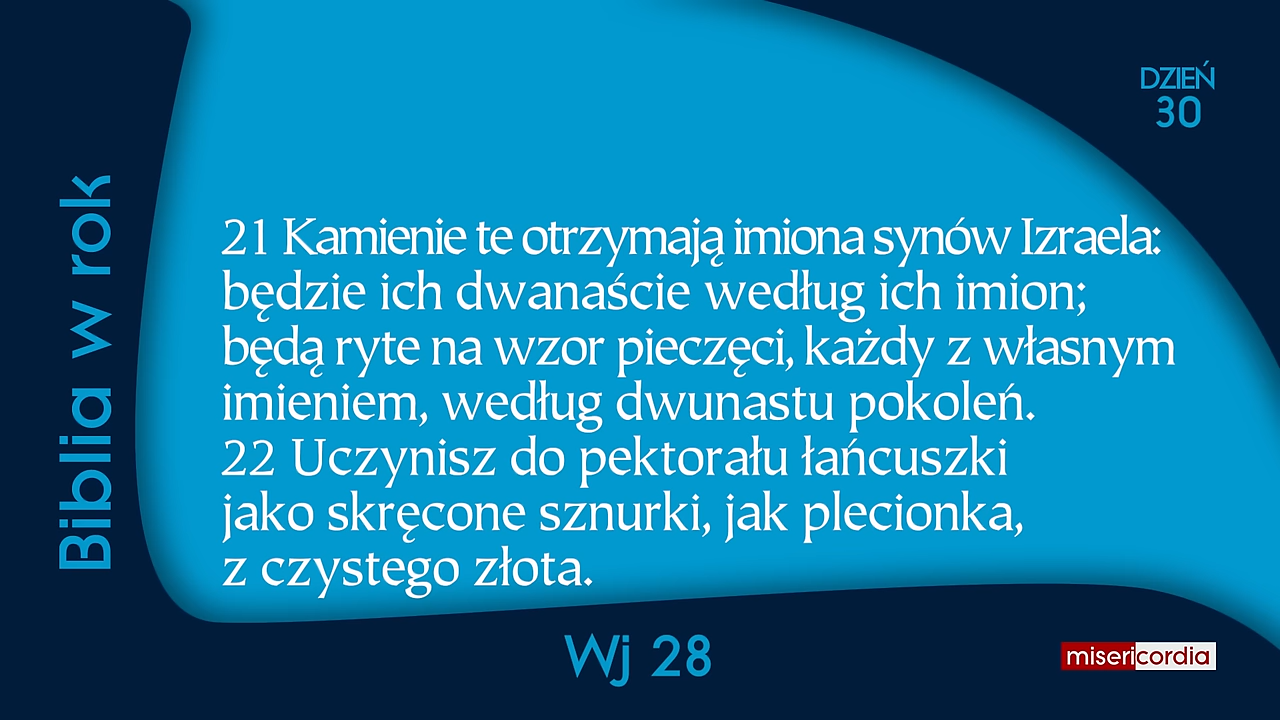 DZIEŃ
30
Biblia w rok
21 Kamienie te otrzymają imiona synów Izraela:
będzie ich dwanaście według ich imion;
będą ryte na wzor pieczęci, każdy z własnym
imieniem, według dwunastu pokoleń.
22 Uczynisz do pektorału łańcuszki
jako skręcone sznurki, jak plecionka,
z czystego złota.
Wj 28
misericordia